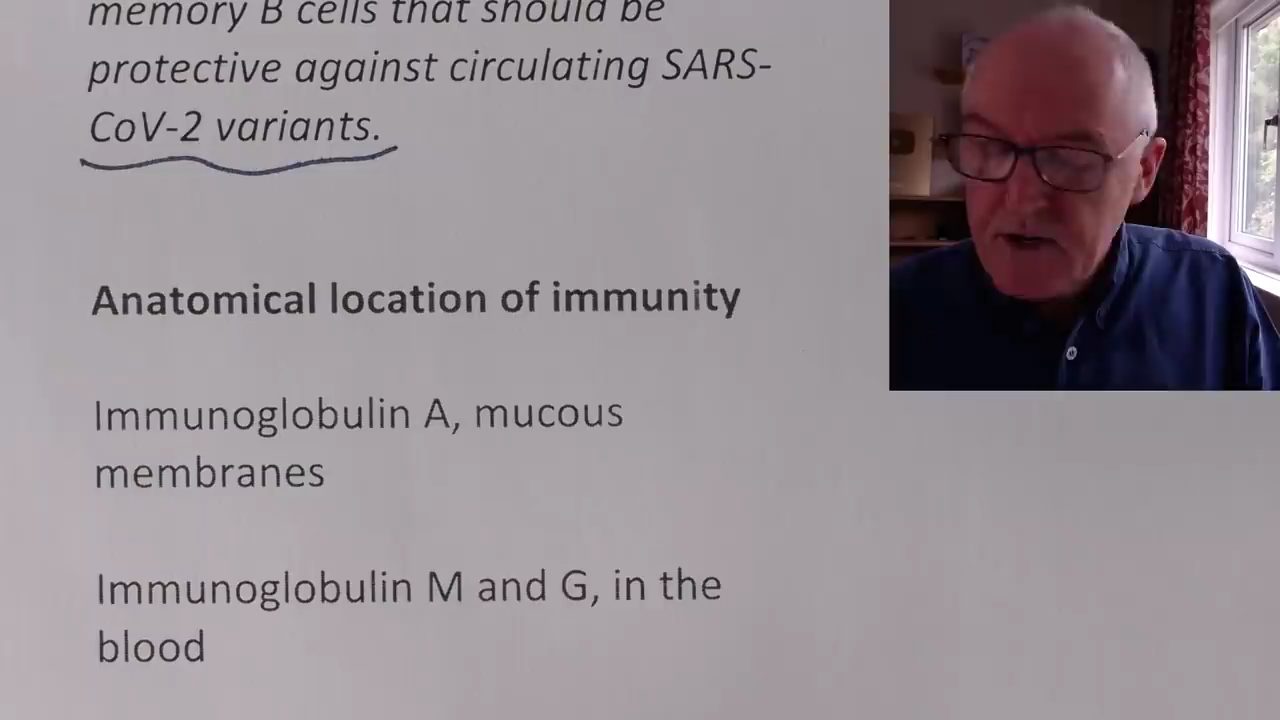 memory B cells that should be
protective against circulating SARS-
CoV-2 variants.
Anatomical location of immunity
Immunoglobulin A, mucous
membranes
Immunoglobulin M and G, in the
blood